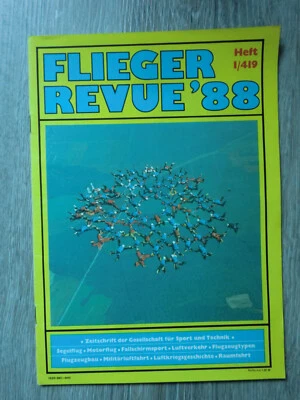 FLIEGER
REVUE '88
Heft
1/419
• Zeitschrift der Gesellschaft für Sport und Technik •
Segelflug • Motorflug • Fallschirmsport • Luftverkehr • Flugzeugtypen
Flugzeugbau • Militärluftfahrt • Luftkriegsgeschichte • Raumfahrt